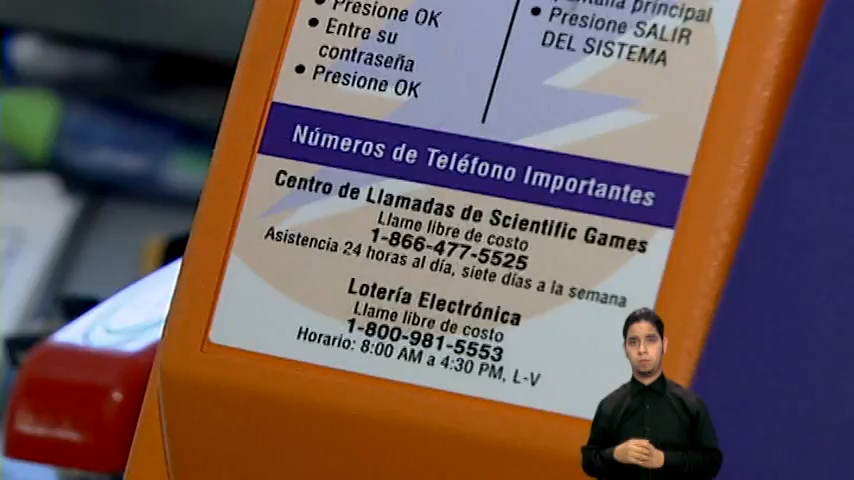 Presione OK
• Entre su
contraseña
• Presione OK
pantalla principal
• Presione SALIR
DEL SISTEMA
Números de Teléfono Importantes
Centro de Llamadas de Scientific Games
Llame libre de costo
1-866-477-5525
Asistencia 24 horas al día, siete días a la semana
Lotería Electrónica
Llame libre de costo
1-800-981-5553
Horario: 8:00 AM a 4:30 PM, L-V